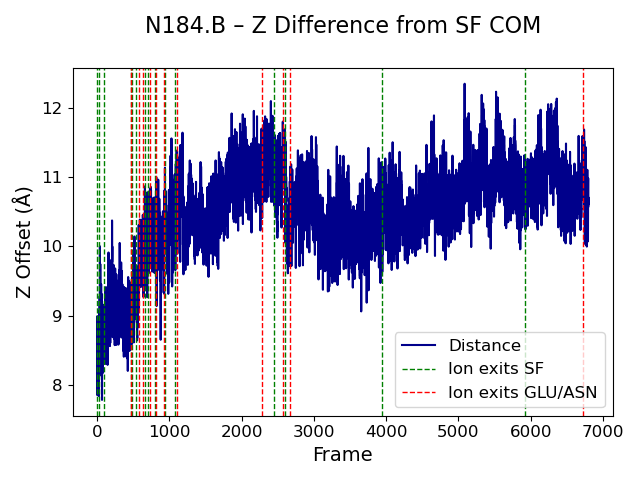 N184.B – Z Difference from SF COM
Z Offset (Å)
12
11
10
9
8
Distance
Ion exits SF
Ion exits GLU/ASN
0 1000 2000 3000 4000 5000 6000 7000
Frame